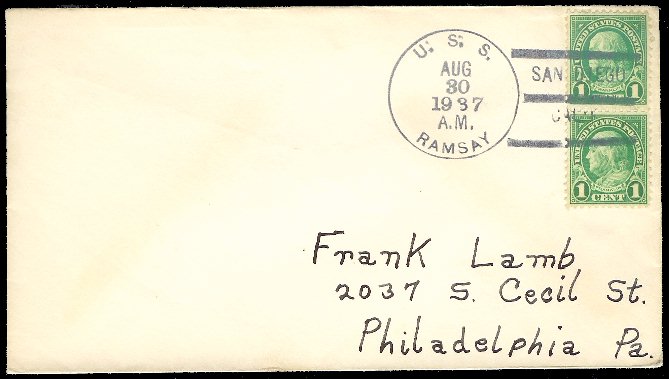 U. S. S.
AUG
30
1937
A.M.
RAMSAY
SAN DIEGO
UNITED STATES POSTAGE
1 1
UNITED STATES POSTAGE
1 CENT 1
Frank Lamb
2037 S. Cecil St.
Philadelphia Pa.